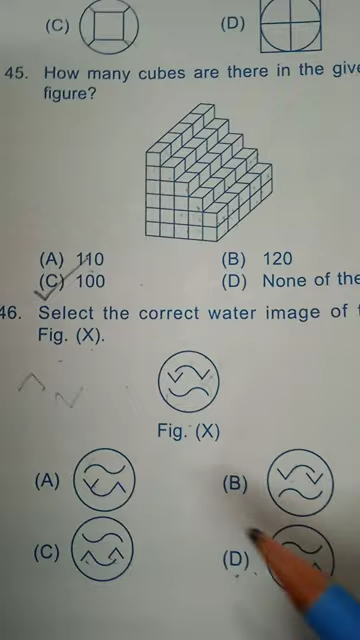 (C) (D)
45. How many cubes are there in the give
figure?
(A) 110 (B) 120
(C) 100 (D) None of the
46. Select the correct water image of
Fig. (X).
Fig. (X)
(A) (B)
(C) (D)